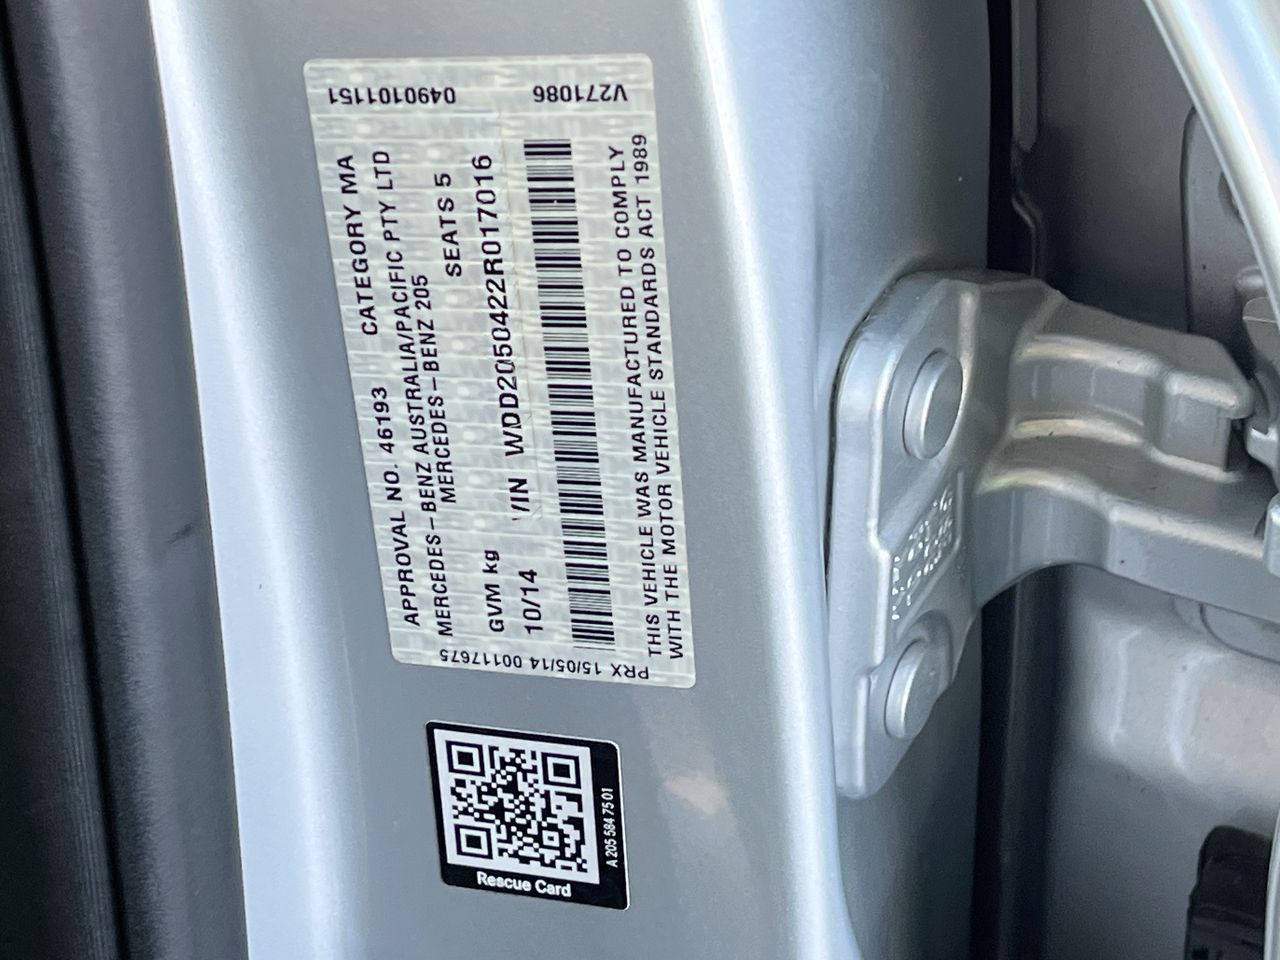 0490101151
V271086
APPROVAL NO. 46193 CATEGORY MA
MERCEDES-BENZ AUSTRALIA/PACIFIC PTY LTD
MERCEDES-BENZ 205
GVM kg SEATS 5
10/14 VIN WDD2050422R017016
THIS VEHICLE WAS MANUFACTURED TO COMPLY
WITH THE MOTOR VEHICLE STANDARDS ACT 1989
PRX 15/05/14 00117675
Rescue Card
A 205 584 75 01